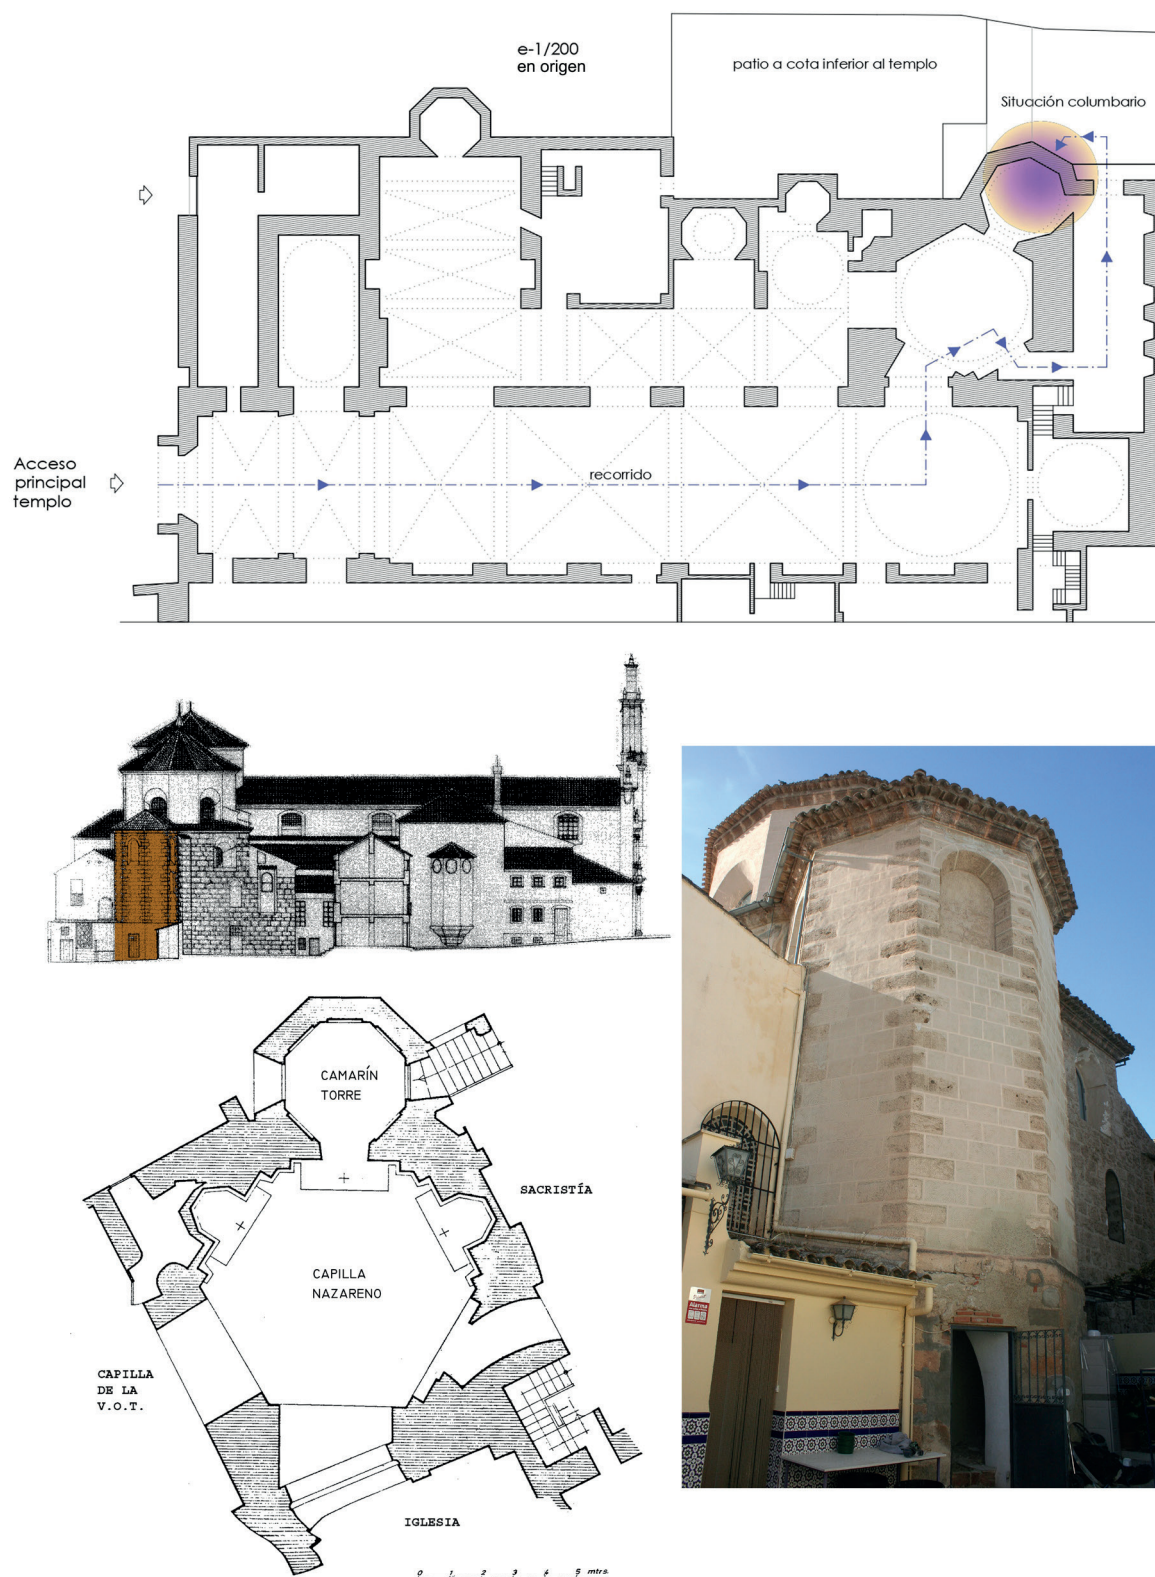 e-1/200
en origen
patio a cota inferior al templo
Situación columbario
Acceso
principal
templo
recorrido
CAMARÍN
TORRE
SACRISTÍA
CAPILLA
NAZARENO
CAPILLA
DE LA
V.O.T.
IGLESIA
0 1 2 3 4 5 mtrs.
Alarma